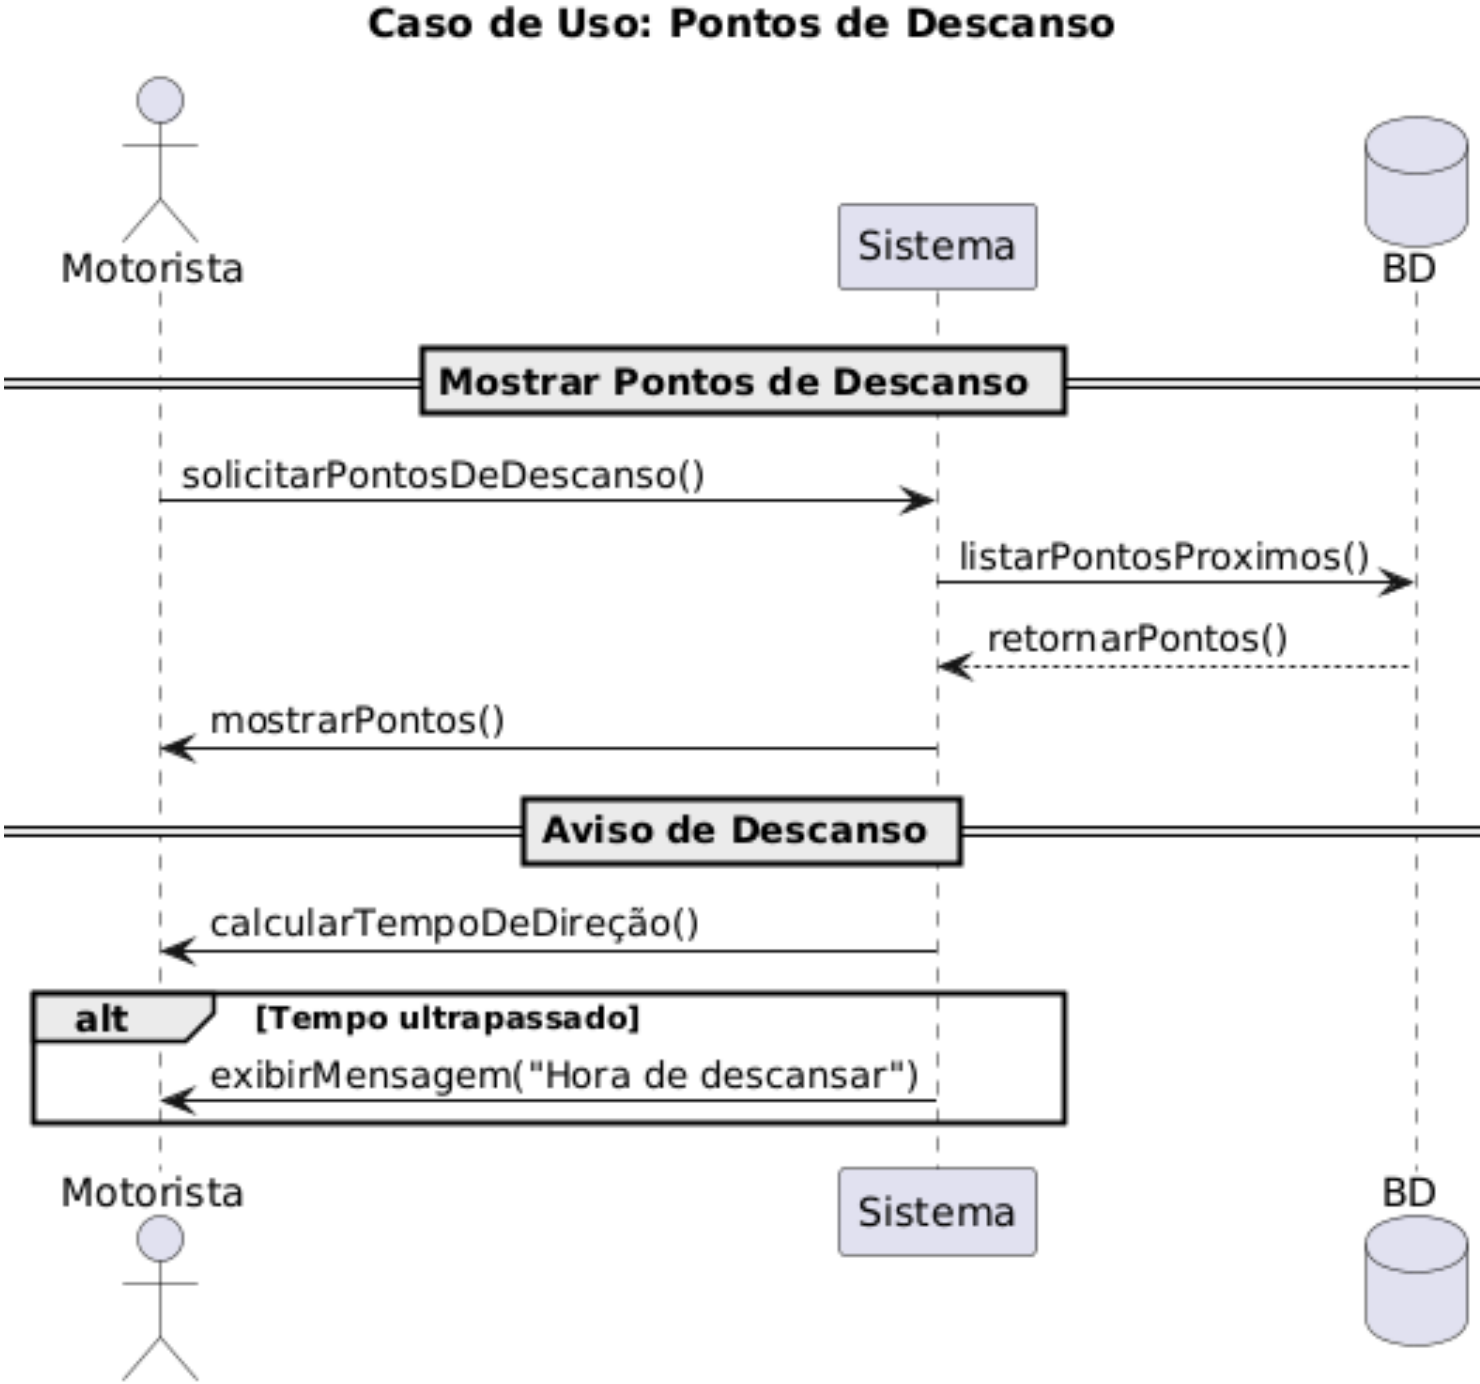 Caso de Uso: Pontos de Descanso
Motorista
Sistema
BD
Mostrar Pontos de Descanso
solicitarPontosDeDescanso()
listarPontosProximos()
retornarPontos()
mostrarPontos()
Aviso de Descanso
calcularTempoDeDireção()
alt [Tempo ultrapassado]
exibirMensagem("Hora de descansar")
Motorista
Sistema
BD